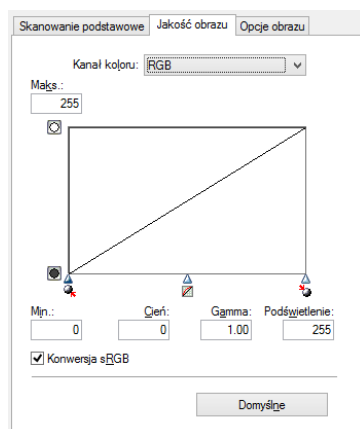 Skanowanie podstawowe Jakość obrazu Opcje obrazu
Kanał koloru: RGB
Maks.:
255
Min.: Cień: Gamma: Podświetlenie:
0 0 1.00 255
Konwersja sRGB
Domyślne